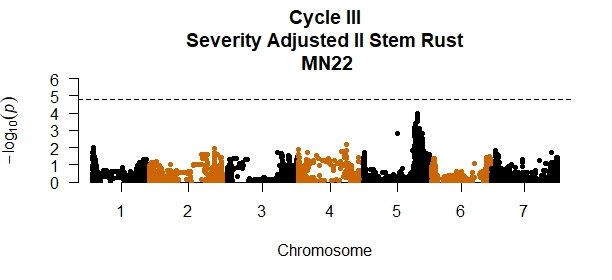 Cycle III
Severity Adjusted II Stem Rust
MN22
6
5
4
3
2
1
0
−log10(p)
1 2 3 4 5 6 7
Chromosome